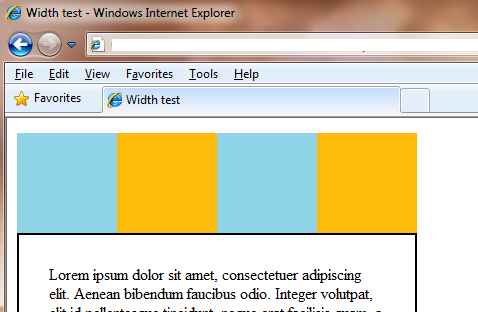 Width test - Windows Internet Explorer
File Edit View Favorites Tools Help
Favorites Width test
Lorem ipsum dolor sit amet, consectetuer adipiscing
elit. Aenean bibendum faucibus odio. Integer volutpat,